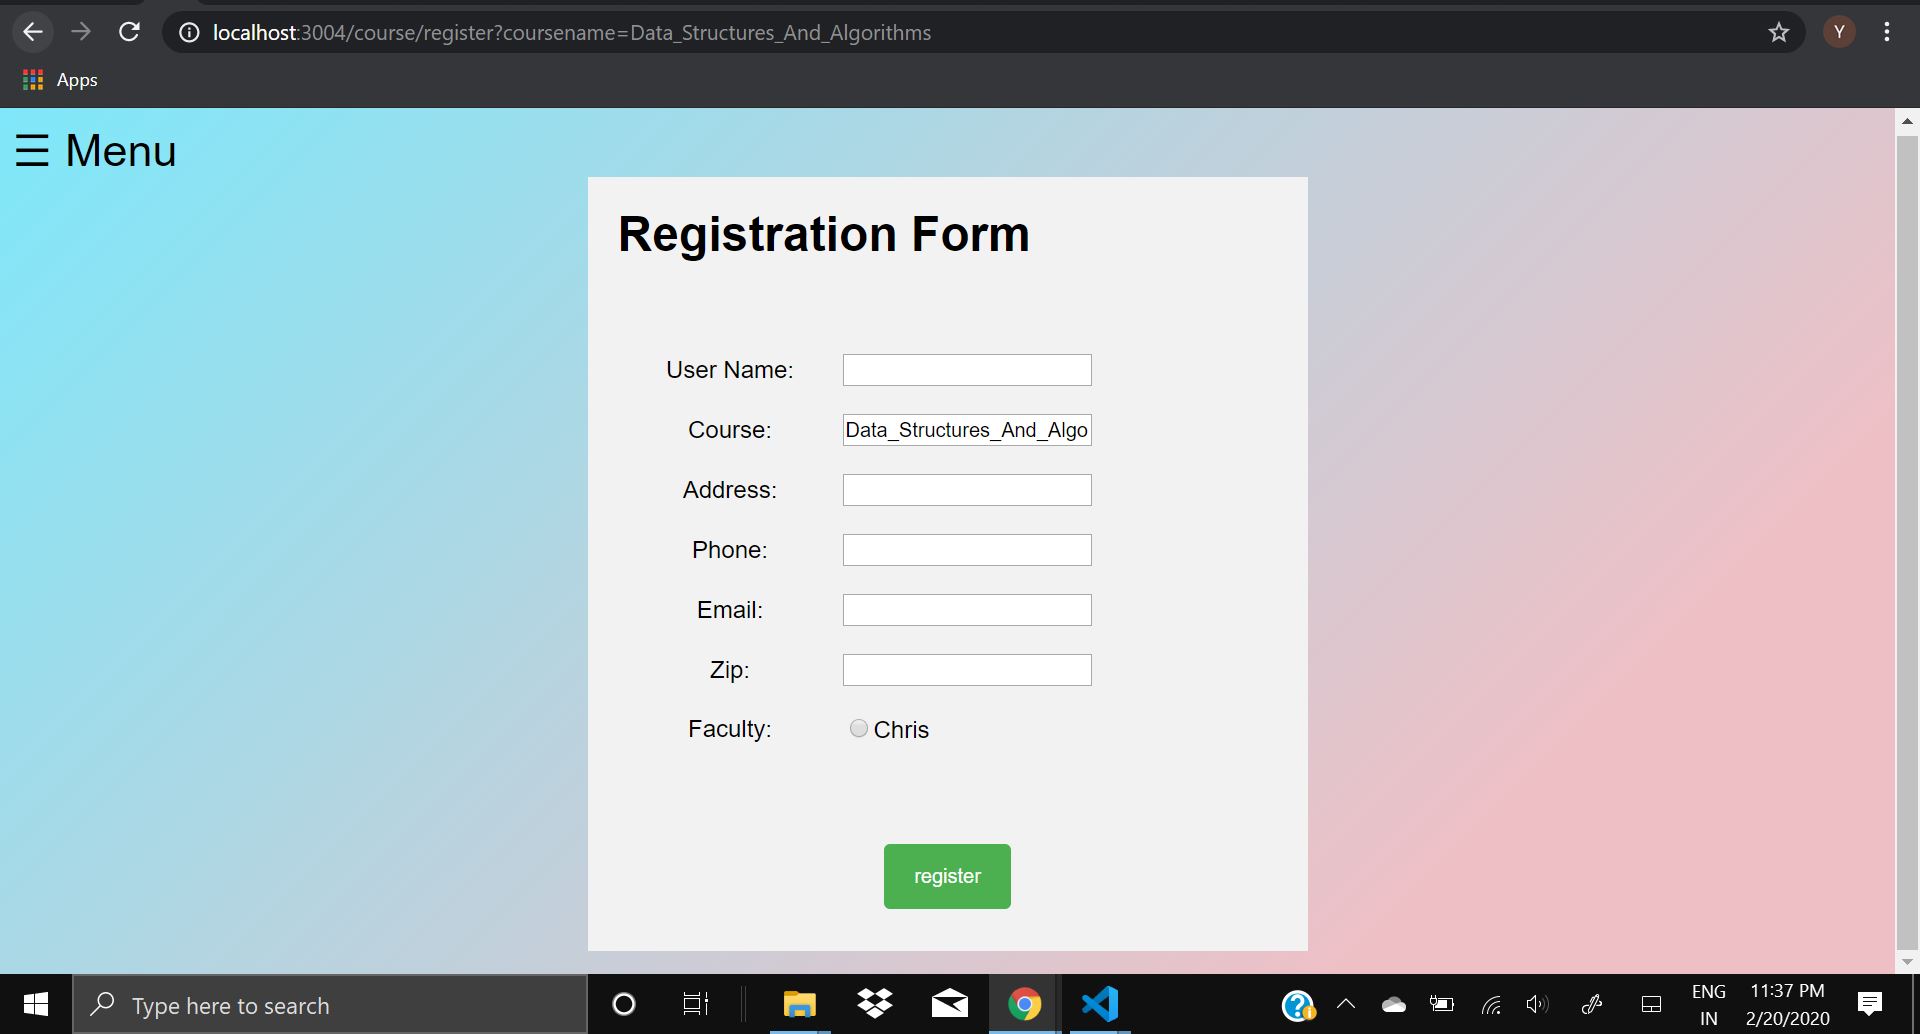 localhost:3004/course/register?coursename=Data_Structures_And_Algorithms
Y
Apps
☰ Menu
Registration Form
User Name:
Course: Data_Structures_And_Algo
Address:
Phone:
Email:
Zip:
Faculty: Chris
register
Type here to search
ENG
IN
11:37 PM
2/20/2020